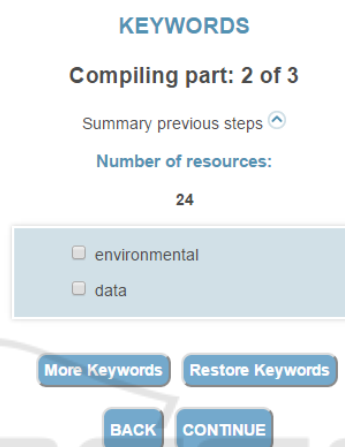 KEYWORDS
Compiling part: 2 of 3
Summary previous steps
Number of resources:
24
environmental
data
More Keywords Restore Keywords
BACK CONTINUE